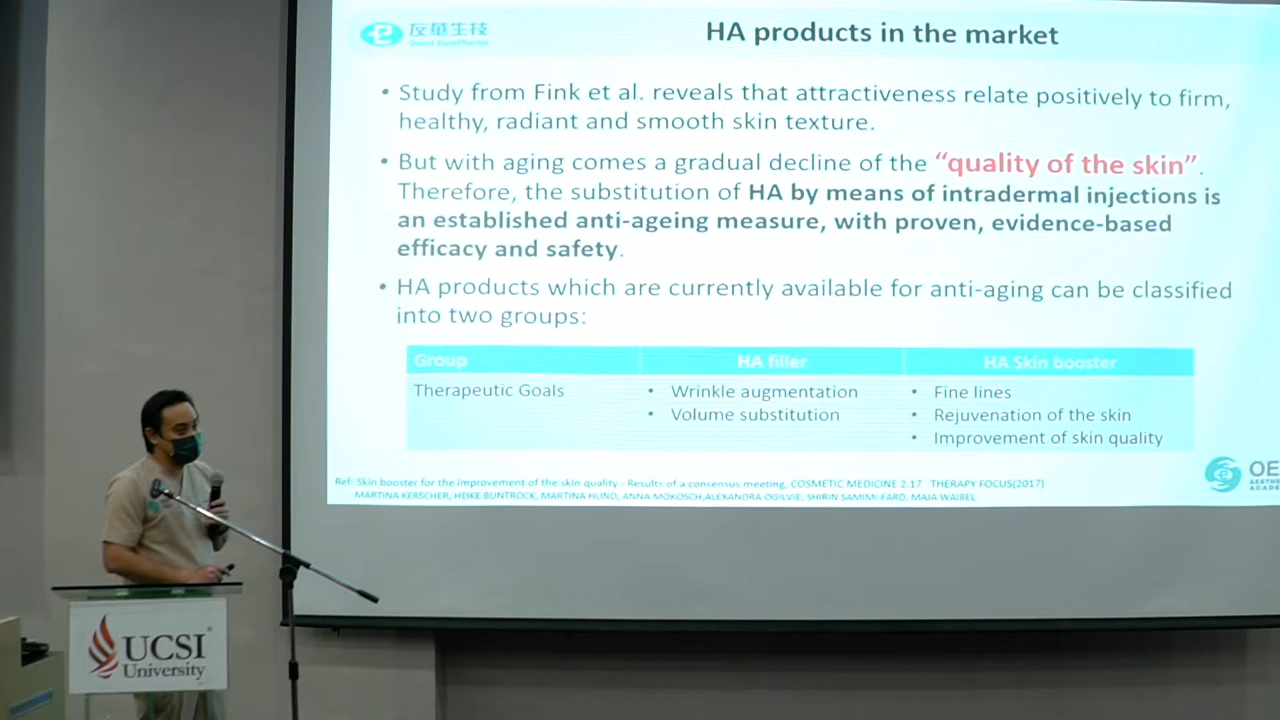 友華生技
Orient EuroPharma
HA products in the market
• Study from Fink et al. reveals that attractiveness relate positively to firm,
healthy, radiant and smooth skin texture.
• But with aging comes a gradual decline of the “quality of the skin”.
Therefore, the substitution of HA by means of intradermal injections is
an established anti-ageing measure, with proven, evidence-based
efficacy and safety.
• HA products which are currently available for anti-aging can be classified
into two groups:
Group HA filler HA Skin booster
Therapeutic Goals • Wrinkle augmentation • Fine lines
• Volume substitution • Rejuvenation of the skin
• Improvement of skin quality
Ref: Skin booster for the improvement of the skin quality - Results of a consensus meeting, COSMETIC MEDICINE 2.17 THERAPY FOCUS(2017)
MARTINA KERSCHER, HEIKE BUNTROCK, MARTINA HUND, ANNA MOKOSCH,ALEXANDRA OGILVIE, SHIRIN SAMIMI-FARD, MAJA WAIBEL
OE
AESTHE
ACADE
UCSI
University